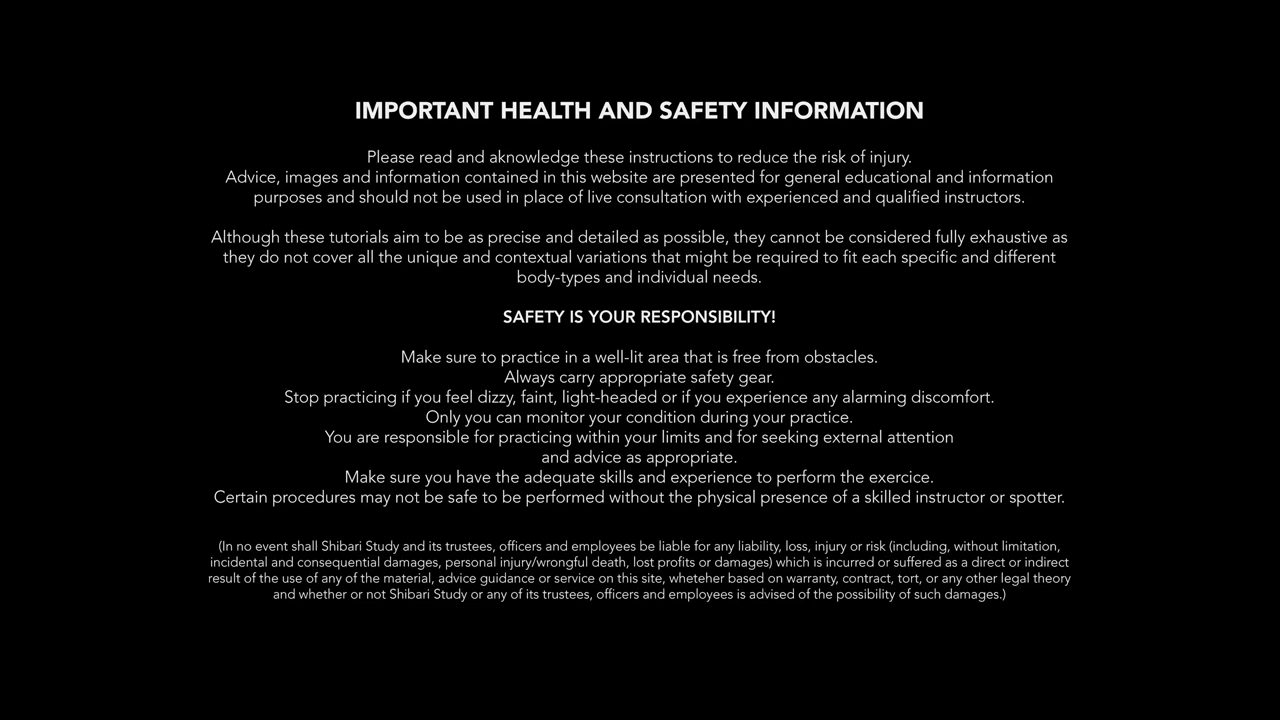 IMPORTANT HEALTH AND SAFETY INFORMATION
Please read and aknowledge these instructions to reduce the risk of injury.
Advice, images and information contained in this website are presented for general educational and information
purposes and should not be used in place of live consultation with experienced and qualified instructors.
Although these tutorials aim to be as precise and detailed as possible, they cannot be considered fully exhaustive as
they do not cover all the unique and contextual variations that might be required to fit each specific and different
body-types and individual needs.
SAFETY IS YOUR RESPONSIBILITY!
Make sure to practice in a well-lit area that is free from obstacles.
Always carry appropriate safety gear.
Stop practicing if you feel dizzy, faint, light-headed or if you experience any alarming discomfort.
Only you can monitor your condition during your practice.
You are responsible for practicing within your limits and for seeking external attention
and advice as appropriate.
Make sure you have the adequate skills and experience to perform the exercice.
Certain procedures may not be safe to be performed without the physical presence of a skilled instructor or spotter.
(In no event shall Shibari Study and its trustees, officers and employees be liable for any liability, loss, injury or risk (including, without limitation,
incidental and consequential damages, personal injury/wrongful death, lost profits or damages) which is incurred or suffered as a direct or indirect
result of the use of any of the material, advice guidance or service on this site, wheteher based on warranty, contract, tort, or any other legal theory
and whether or not Shibari Study or any of its trustees, officers and employees is advised of the possibility of such damages.)